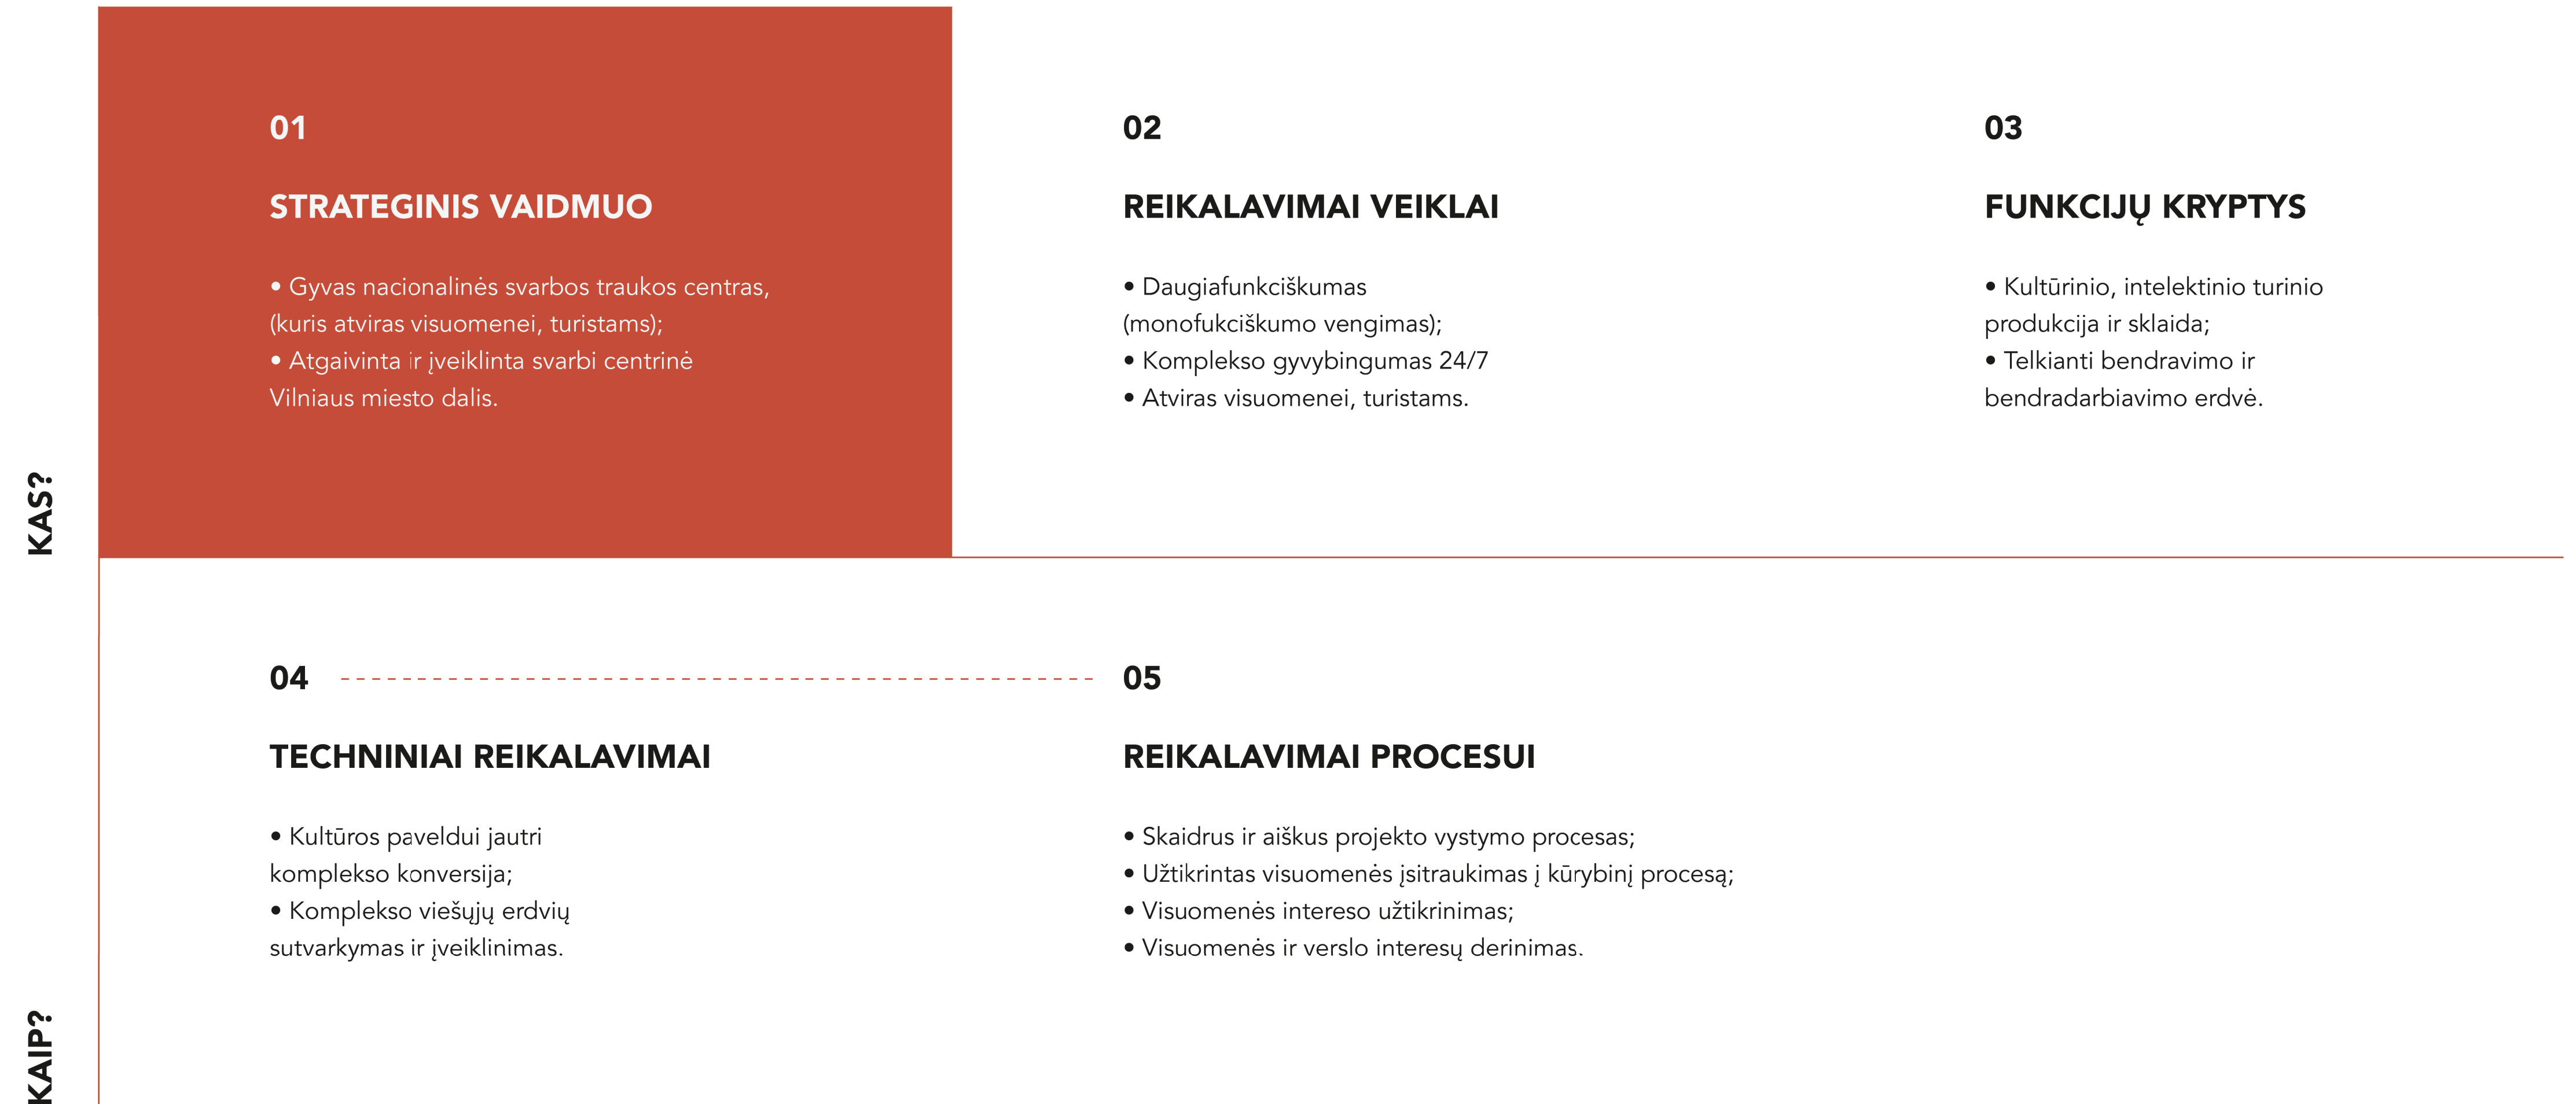 KAS?
01
STRATEGINIS VAIDMUO
• Gyvas nacionalinės svarbos traukos centras,
(kuris atviras visuomenei, turistams);
• Atgaivinta ir įveiklinta svarbi centrinė
Vilniaus miesto dalis.
02
REIKALAVIMAI VEIKLAI
• Daugiafunkciškumas
(monofukciškumo vengimas);
• Komplekso gyvybingumas 24/7
• Atviras visuomenei, turistams.
03
FUNKCIJŲ KRYPTYS
• Kultūrinio, intelektinio turinio
produkcija ir sklaida;
• Telkianti bendravimo ir
bendradarbiavimo erdvė.
KAIP?
04
TECHNINIAI REIKALAVIMAI
• Kultūros paveldui jautri
komplekso konversija;
• Komplekso viešųjų erdvių
sutvarkymas ir įveiklinimas.
05
REIKALAVIMAI PROCESUI
• Skaidrus ir aiškus projekto vystymo procesas;
• Užtikrintas visuomenės įsitraukimas į kūrybinį procesą;
• Visuomenės intereso užtikrinimas;
• Visuomenės ir verslo interesų derinimas.